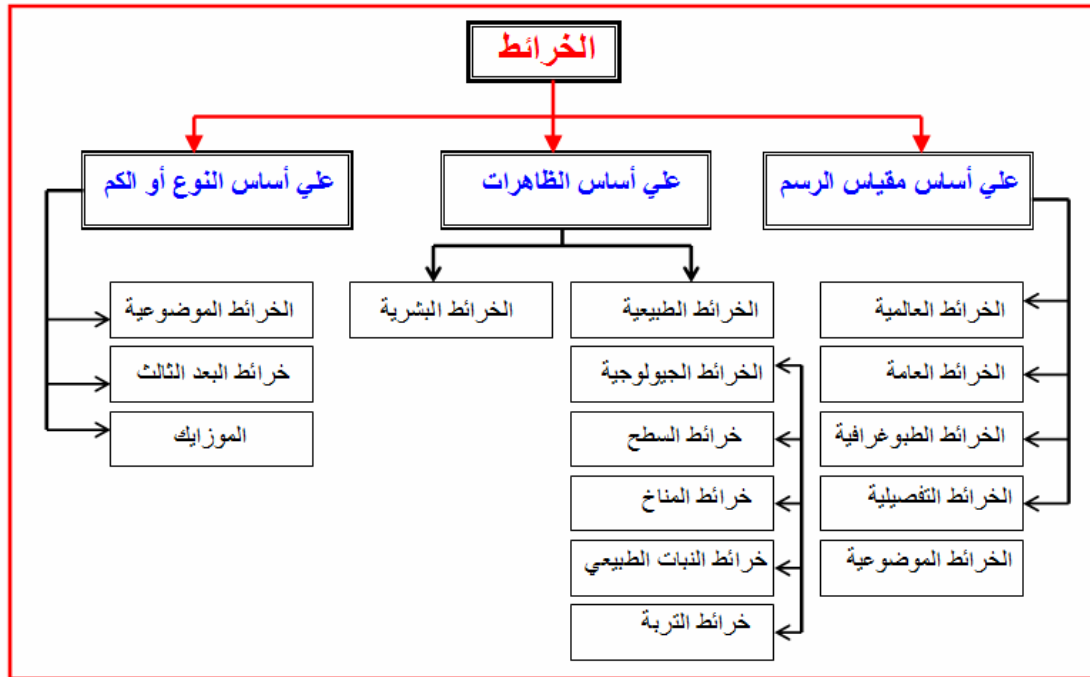 الخرائط
علي أساس مقياس الرسم
علي أساس الظاهرات
علي أساس النوع أو الكم
الخرائط العالمية
الخرائط العامة
الخرائط الطبوغرافية
الخرائط التفصيلية
الخرائط الموضوعية
الخرائط الطبيعية
الخرائط الجيولوجية
خرائط السطح
خرائط المناخ
خرائط النبات الطبيعي
خرائط التربة
الخرائط البشرية
الخرائط الموضوعية
خرائط البعد الثالث
الموزايك